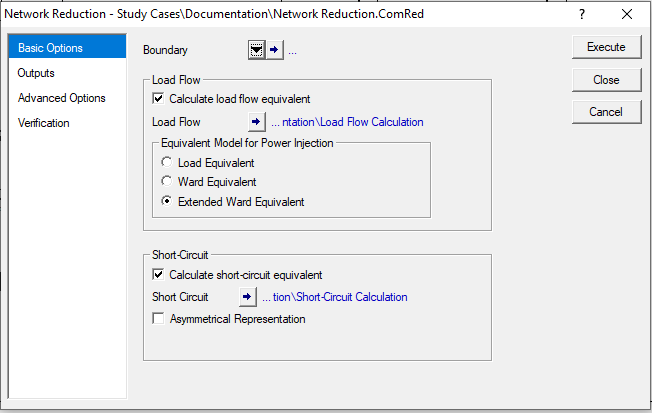 Network Reduction - Study Cases\Documentation\Network Reduction.ComRed
?
Basic Options
Outputs
Advanced Options
Verification
Boundary ...
Load Flow
Calculate load flow equivalent
Load Flow ... ntation\Load Flow Calculation
Equivalent Model for Power Injection
Load Equivalent
Ward Equivalent
Extended Ward Equivalent
Short-Circuit
Calculate short-circuit equivalent
Short Circuit ... tion\Short-Circuit Calculation
Asymmetrical Representation
Execute
Close
Cancel